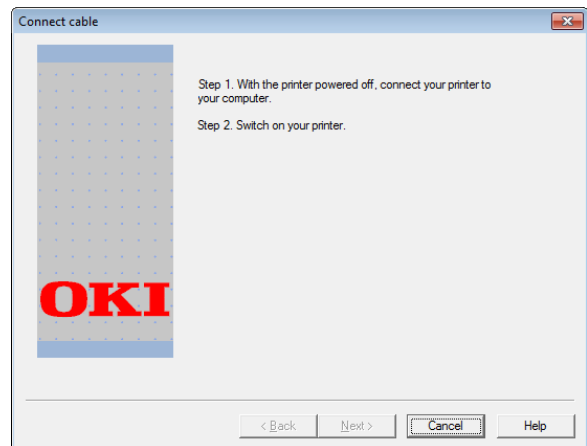 Connect cable
Step 1. With the printer powered off, connect your printer to
your computer.
Step 2. Switch on your printer.
OKI
< Back
Next >
Cancel
Help